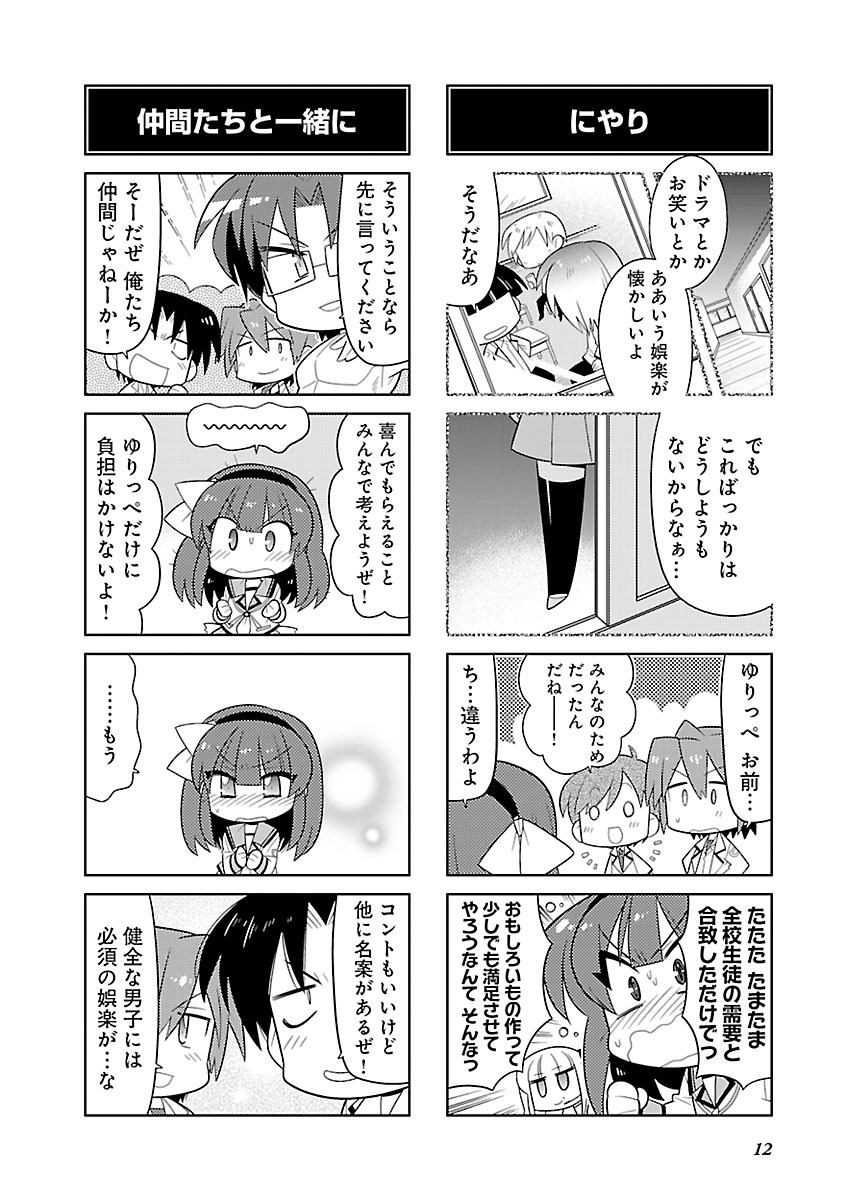 にやり
ドラマとか
お笑いとか
ああいう娯楽が
懐かしいよ
そうだなあ
でも
こればっかりは
どうしようも
ないからなぁ…
ゆりっぺ お前…
みんなのため
だったん
だね――！
ち…違うわよ
たたた たまたま
全校生徒の需要と
合致しただけでっ
おもしろいもの作って
少しでも満足させて
やろうなんて そんなっ
仲間たちと一緒に
そういうことなら
先に言ってください
そーだぜ 俺たち
仲間じゃねーか！
喜んでもらえること
みんなで考えようぜ！
ゆりっぺだけに
負担はかけないよ！
……もう
コントもいいけど
他に名案があるぜ！
健全な男子には
必須の娯楽が…な
12